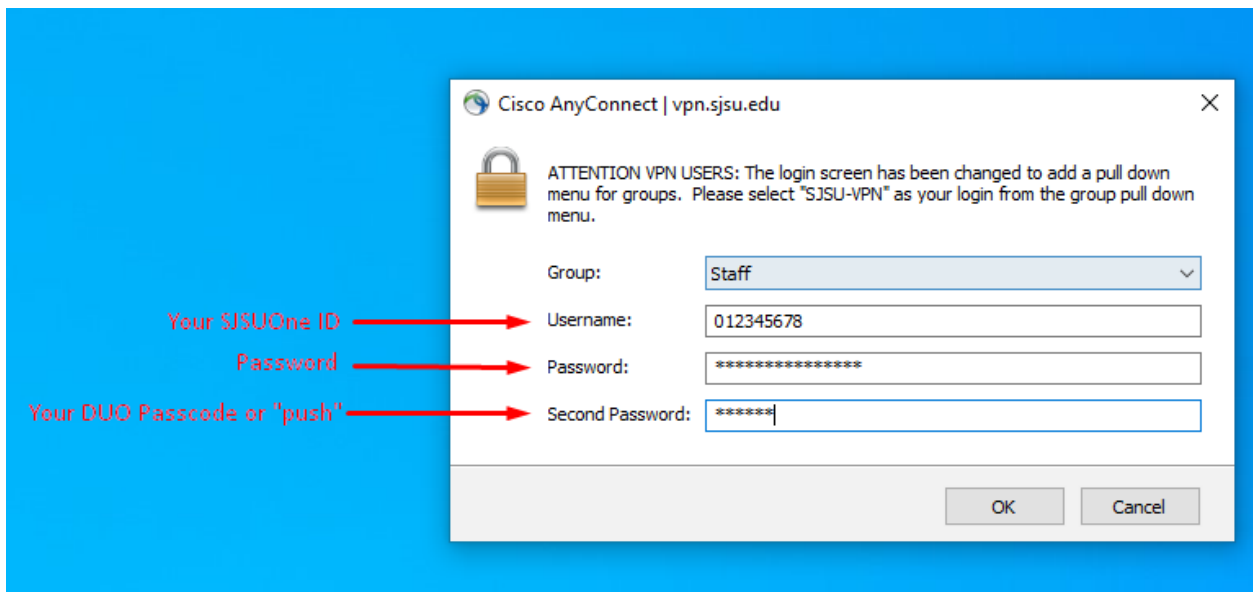 Cisco AnyConnect | vpn.sjsu.edu
ATTENTION VPN USERS: The login screen has been changed to add a pull down
menu for groups.  Please select "SJSU-VPN" as your login from the group pull down
menu.
Group: Staff
Your SJSUOne ID Username: 012345678
Password Password: ***************
Your DUO Passcode or "push" Second Password: ******
OK Cancel